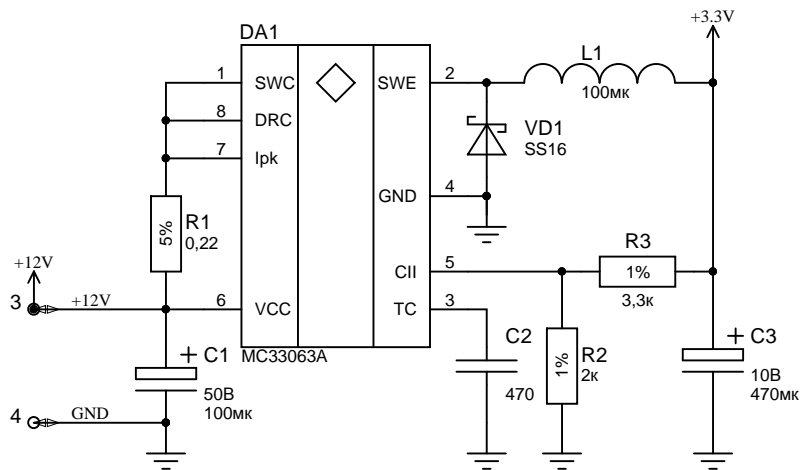 +3.3V
DA1
1 SWC SWE 2 L1
100мк
8 DRC VD1
SS16
7 Ipk
GND 4
5% R1
0,22
R3
+12V CII 5 1%
3 +12V 6 VCC TC 3 3,3к
MC33063A
+ C1 C2 1% R2 + C3
50В 470 2к 10В
100мк 470мк
4 GND